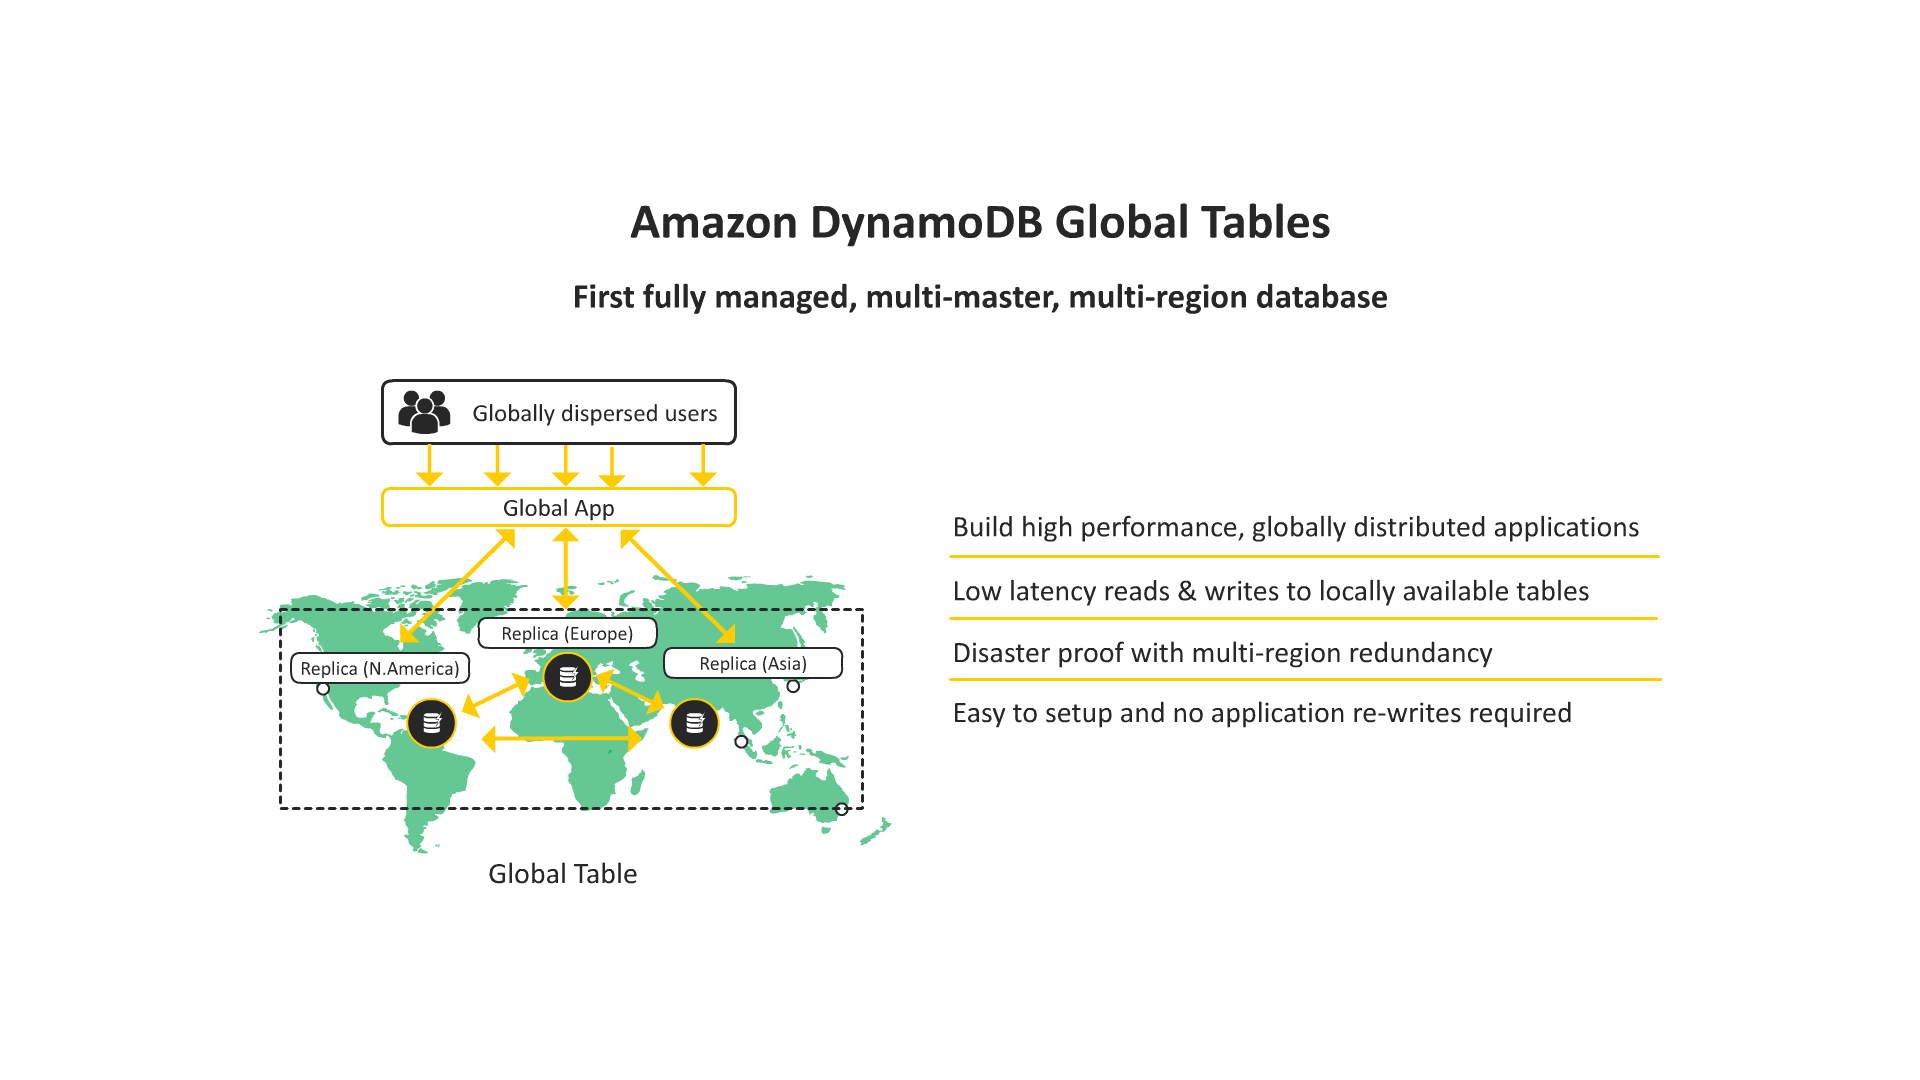 Amazon DynamoDB Global Tables
First fully managed, multi-master, multi-region database
Globally dispersed users
Global App
Replica (Europe)
Replica (N.America)
Replica (Asia)
Global Table
Build high performance, globally distributed applications
Low latency reads & writes to locally available tables
Disaster proof with multi-region redundancy
Easy to setup and no application re-writes required